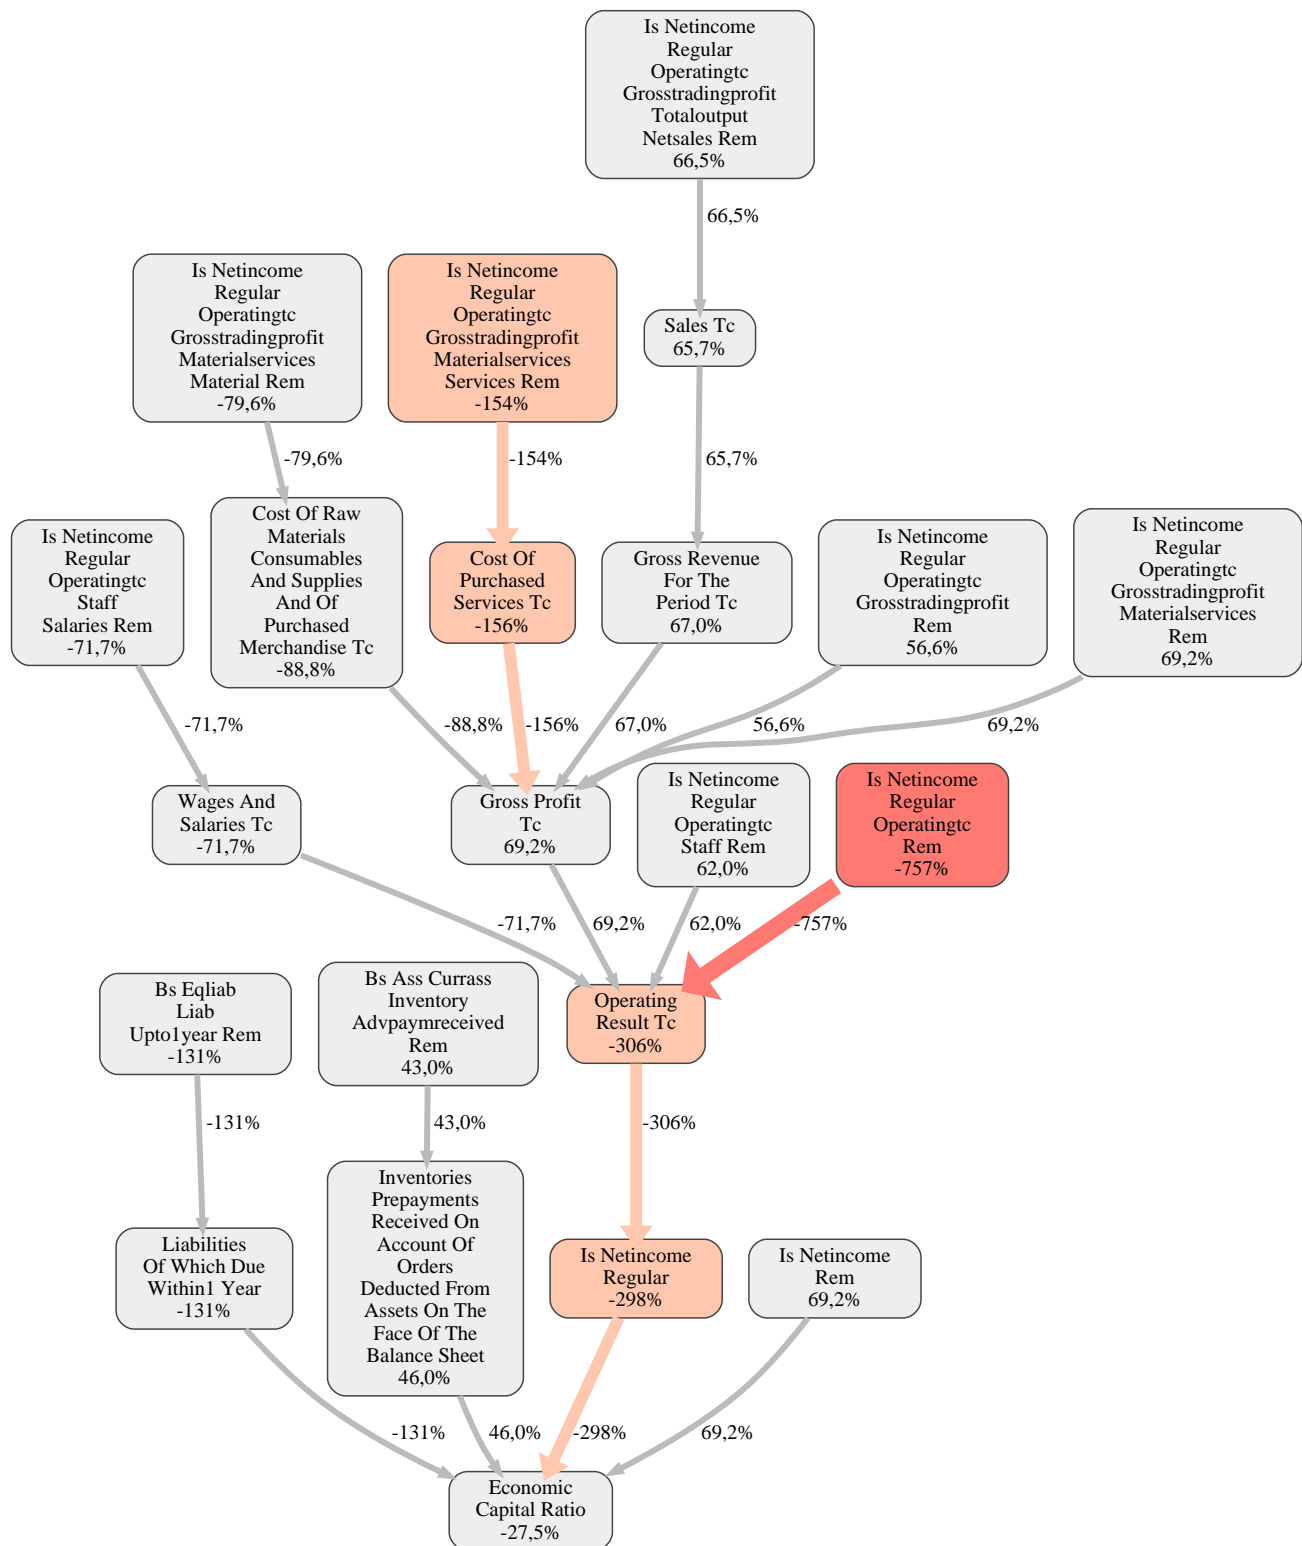 Is Netincome
Regular
Operatingtc
Grosstradingprofit
Totaloutput
Netsales Rem
66,5%
66,5%
Is Netincome
Regular
Operatingtc
Grosstradingprofit
Materialservices
Material Rem
-79,6%
Is Netincome
Regular
Operatingtc
Grosstradingprofit
Materialservices
Services Rem
-154%
Sales Tc
65,7%
-79,6%
-154%
65,7%
Is Netincome
Regular
Operatingtc
Staff
Salaries Rem
-71,7%
Cost Of Raw
Materials
Consumables
And Supplies
And Of
Purchased
Merchandise Tc
-88,8%
Cost Of
Purchased
Services Tc
-156%
Gross Revenue
For The
Period Tc
67,0%
Is Netincome
Regular
Operatingtc
Grosstradingprofit
Rem
56,6%
Is Netincome
Regular
Operatingtc
Grosstradingprofit
Materialservices
Rem
69,2%
-71,7%
-88,8%
-156%
67,0%
56,6%
69,2%
Wages And
Salaries Tc
-71,7%
Gross Profit
Tc
69,2%
Is Netincome
Regular
Operatingtc
Staff Rem
62,0%
Is Netincome
Regular
Operatingtc
Rem
-757%
-71,7%
69,2%
62,0%
-757%
Bs Eqliab
Liab
Upto1year Rem
-131%
Bs Ass Currass
Inventory
Advpaymreceived
Rem
43,0%
Operating
Result Tc
-306%
-131%
43,0%
-306%
Liabilities
Of Which Due
Within1 Year
-131%
Inventories
Prepayments
Received On
Account Of
Orders
Deducted From
Assets On The
Face Of The
Balance Sheet
46,0%
Is Netincome
Regular
-298%
Is Netincome
Rem
69,2%
-131%
46,0%
-298%
69,2%
Economic
Capital Ratio
-27,5%